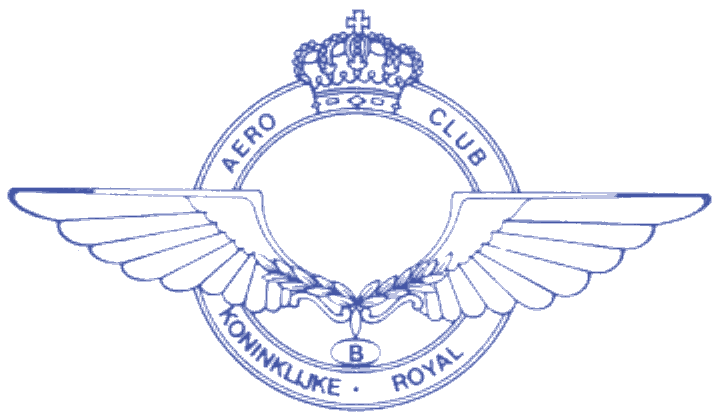 AERO CLUB
B
KONINKLIJKE · ROYAL